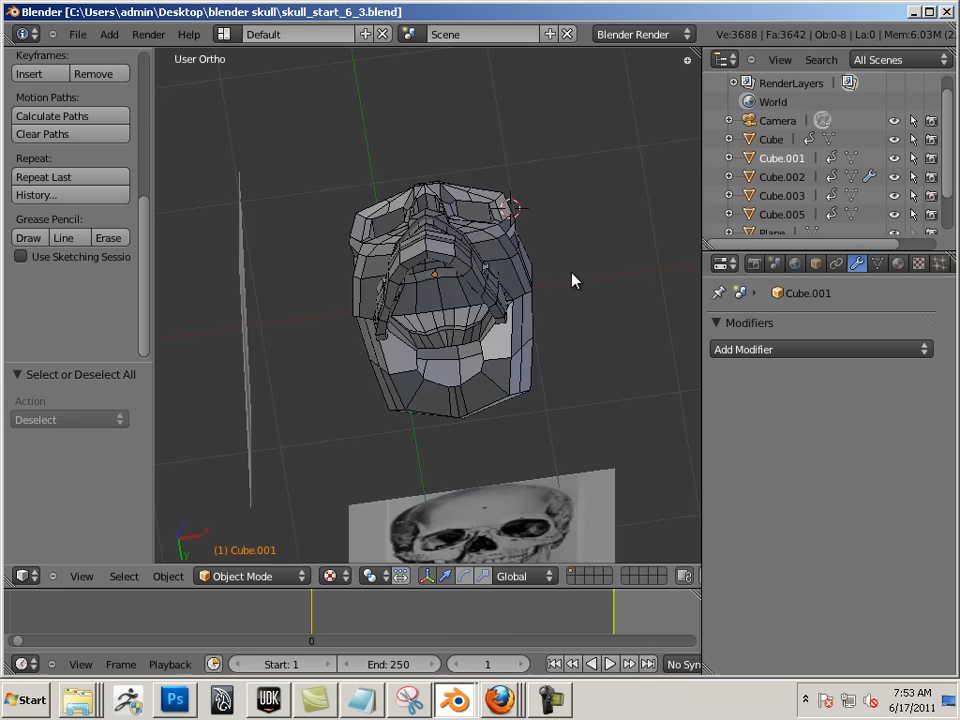 Blender [C:\Users\admin\Desktop\blender skull\skull_start_6_3.blend]
File Add Render Help Default Scene Blender Render Ve:3688 | Fa:3642 | Ob:0-8 | La:0 | Mem:6.03M (2
Keyframes:
Insert Remove
Motion Paths:
Calculate Paths
Clear Paths
Repeat:
Repeat Last
History...
Grease Pencil:
Draw Line Erase
Use Sketching Sessio
Select or Deselect All
Action
Deselect
User Ortho
(1) Cube.001
View Search All Scenes
RenderLayers
World
Camera
Cube
Cube.001
Cube.002
Cube.003
Cube.005
Plane
Cube.001
Modifiers
Add Modifier
View Select Object Object Mode Global
0
View Frame Playback Start: 1 End: 250 1 No Syn
Start Ps UDK 7:53 AM
6/17/2011